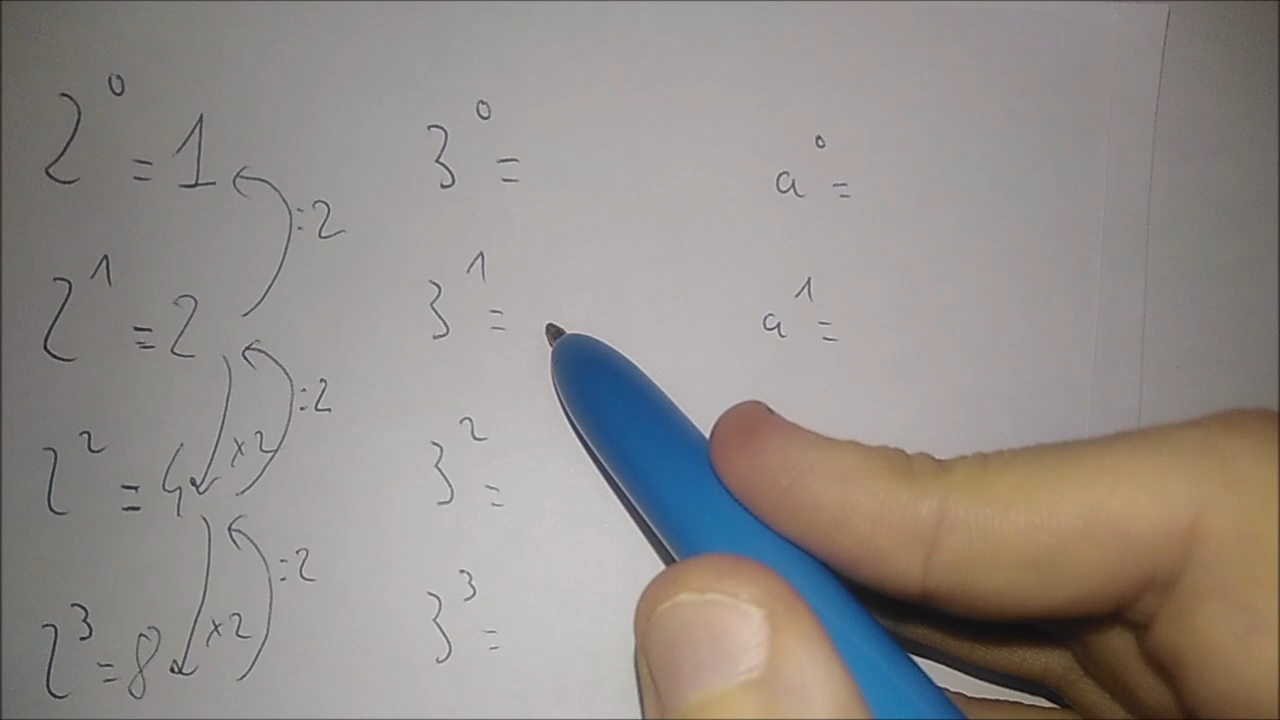 2⁰ = 1
:2
2¹ = 2
:2
×2
2² = 4
:2
×2
2³ = 8
3⁰ =
3¹ =
3² =
3³ =
a⁰ =
a¹ =